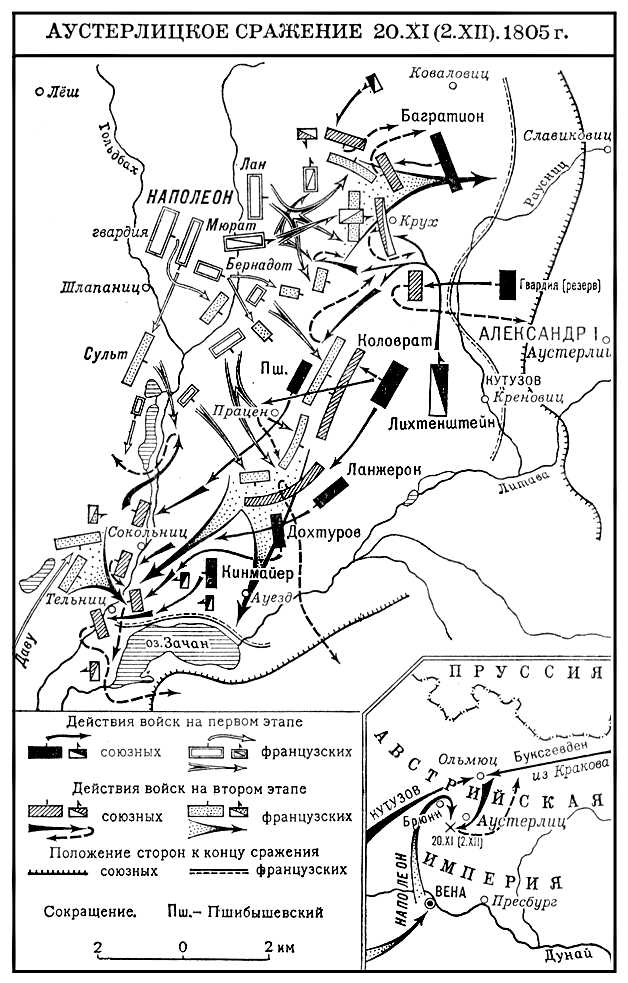 АУСТЕРЛИЦКОЕ СРАЖЕНИЕ 20.XI (2.XII). 1805 г.
Коваловиц
Лёш
Багратион
Гольдбах
Славиковиц
Лан
Раусниц
НАПОЛЕОН
гвардия
Мюрат
Крух
Бернадот
Шлапаниц
Гвардия (резерв)
АЛЕКСАНДР I
Коловрат
Аустерлиц
Сульт
Пш.
КУТУЗОВ
Креновиц
Працен
Лихтенштейн
Ланжерон
Литава
Сокольниц
Дохтуров
Кинмайер
Тельниц
Ауезд
Даву
оз. Зачан
Действия войск на первом этапе
союзных
французских
Действия войск на втором этапе
союзных
французских
Положение сторон к концу сражения
союзных
французских
Сокращение. Пш.– Пшибышевский
2 0 2 км
ПРУССИЯ
АВСТРИЙСКАЯ
Ольмюц
Буксгевден
из Кракова
КУТУЗОВ
Брюнн
Аустерлиц
20.XI (2.XII)
ИМПЕРИЯ
НАПОЛЕОН
ВЕНА
Пресбург
Дунай